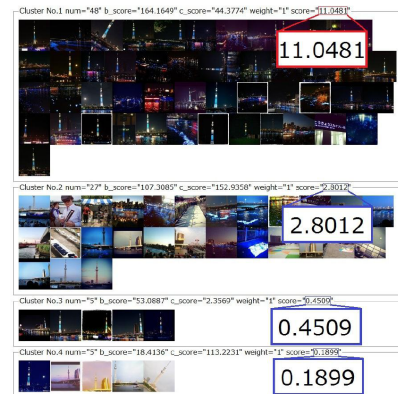 Cluster No.1 num="48" b_score="164.1649" c_score="44.3774" weight="1" score="11.0481"
11.0481
Cluster No.2 num="27" b_score="107.3085" c_score="152.9358" weight="1" score="2.8012"
2.8012
Cluster No.3 num="5" b_score="53.0887" c_score="2.3569" weight="1" score="0.4509"
0.4509
Cluster No.4 num="5" b_score="18.4136" c_score="113.2231" weight="1" score="0.1899"
0.1899